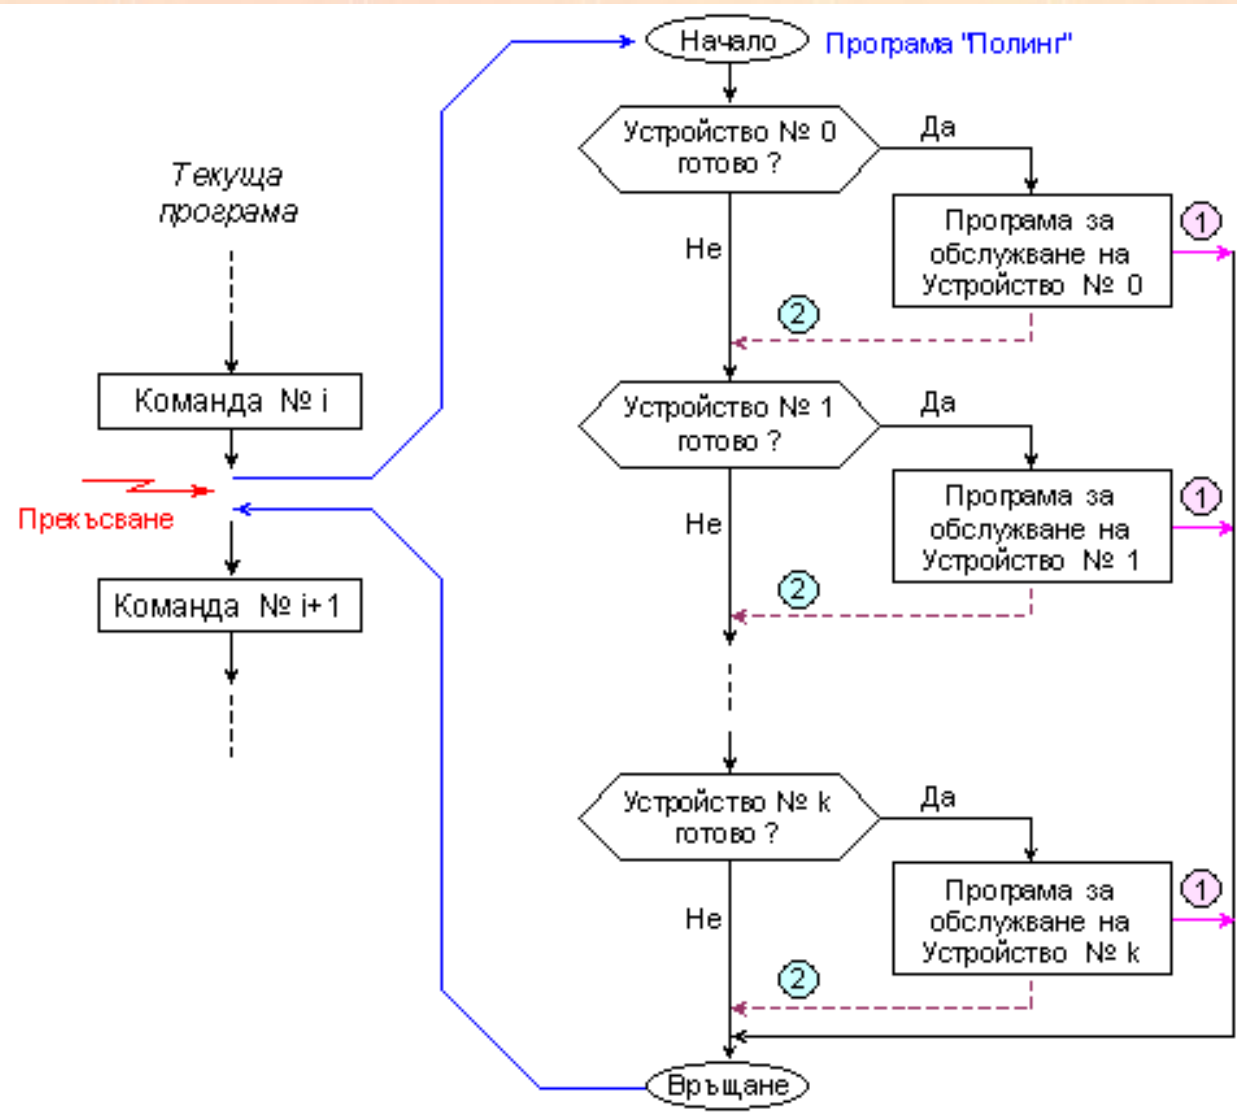 Начало
Програма "Полинг"
Устройство № 0
готово ?
Да
Текуща
програма
Програма за
обслужване на
Устройство № 0
1
Не
2
Команда № i
Устройство № 1
готово ?
Да
Прекъсване
Програма за
обслужване на
Устройство № 1
1
Не
2
Команда № i+1
Устройство № k
готово ?
Да
Програма за
обслужване на
Устройство № k
1
Не
2
Връщане